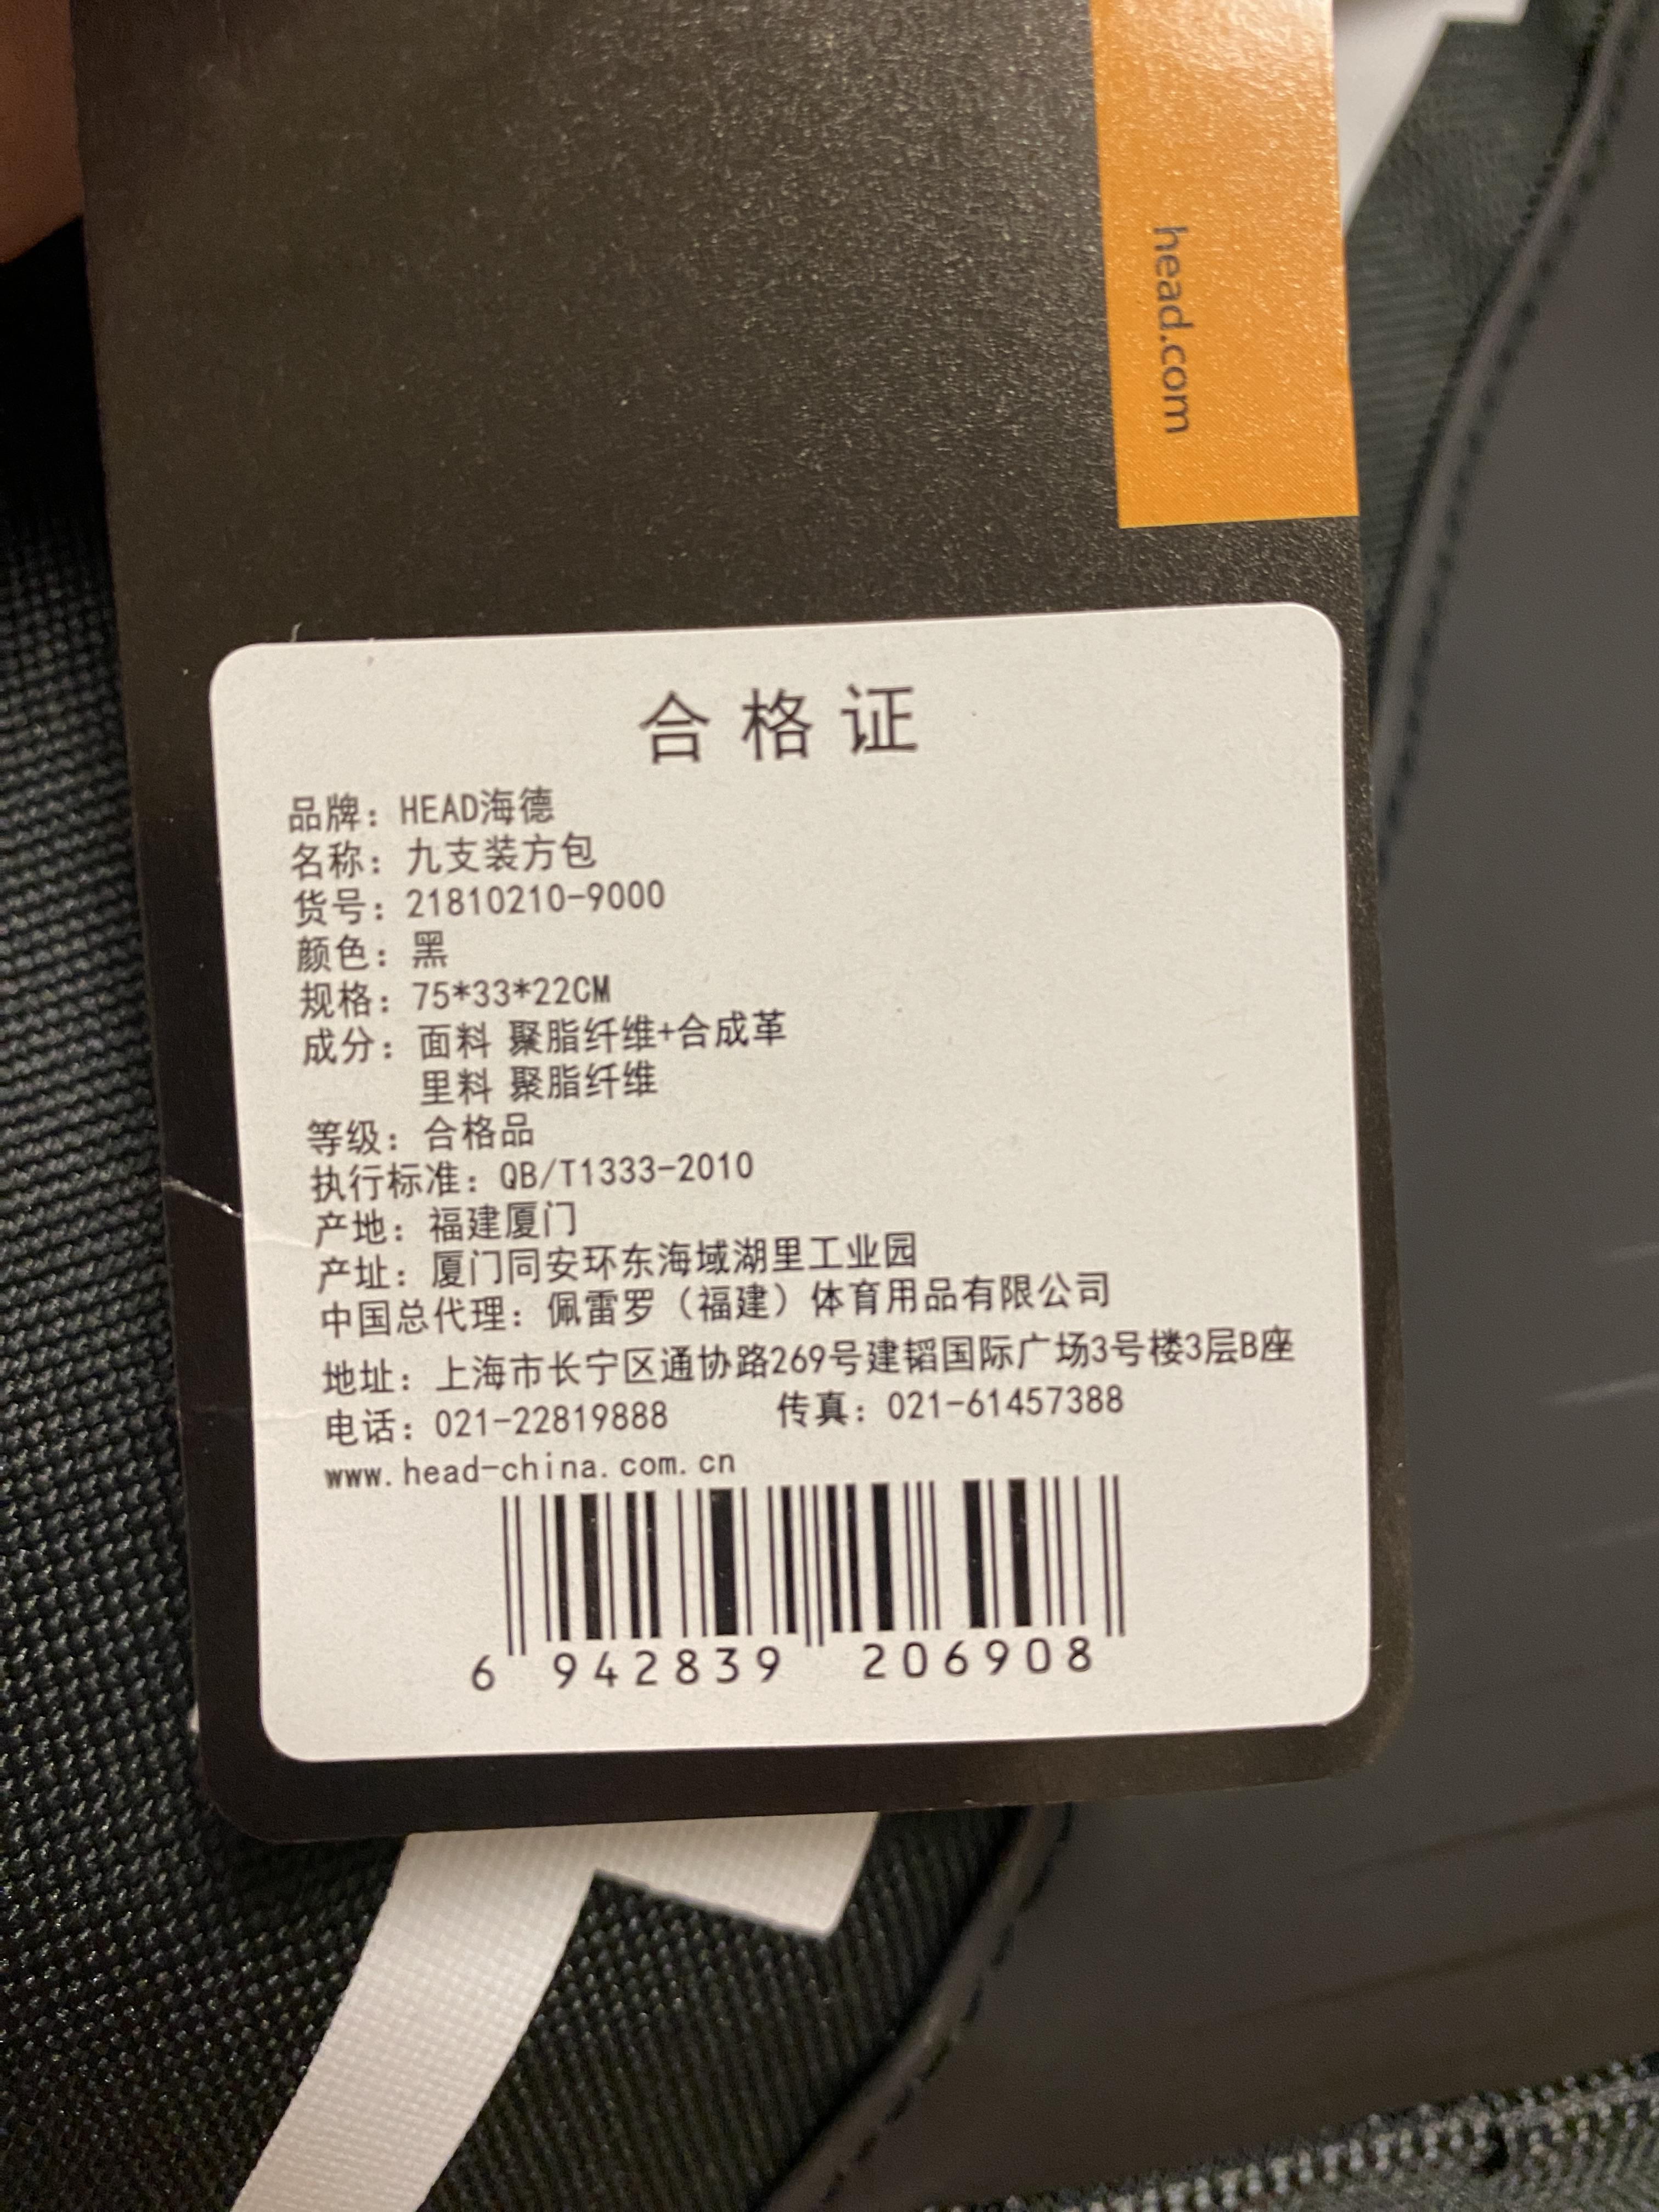 head.com
合格证
品牌：HEAD海德
名称：九支装方包
货号：21810210-9000
颜色：黑
规格：75*33*22CM
成分：面料 聚脂纤维+合成革
里料 聚脂纤维
等级：合格品
执行标准：QB/T1333-2010
产地：福建厦门
产址：厦门同安环东海域湖里工业园
中国总代理：佩雷罗（福建）体育用品有限公司
地址：上海市长宁区通协路269号建韬国际广场3号楼3层B座
电话：021-22819888 传真：021-61457388
www.head-china.com.cn
6 942839 206908